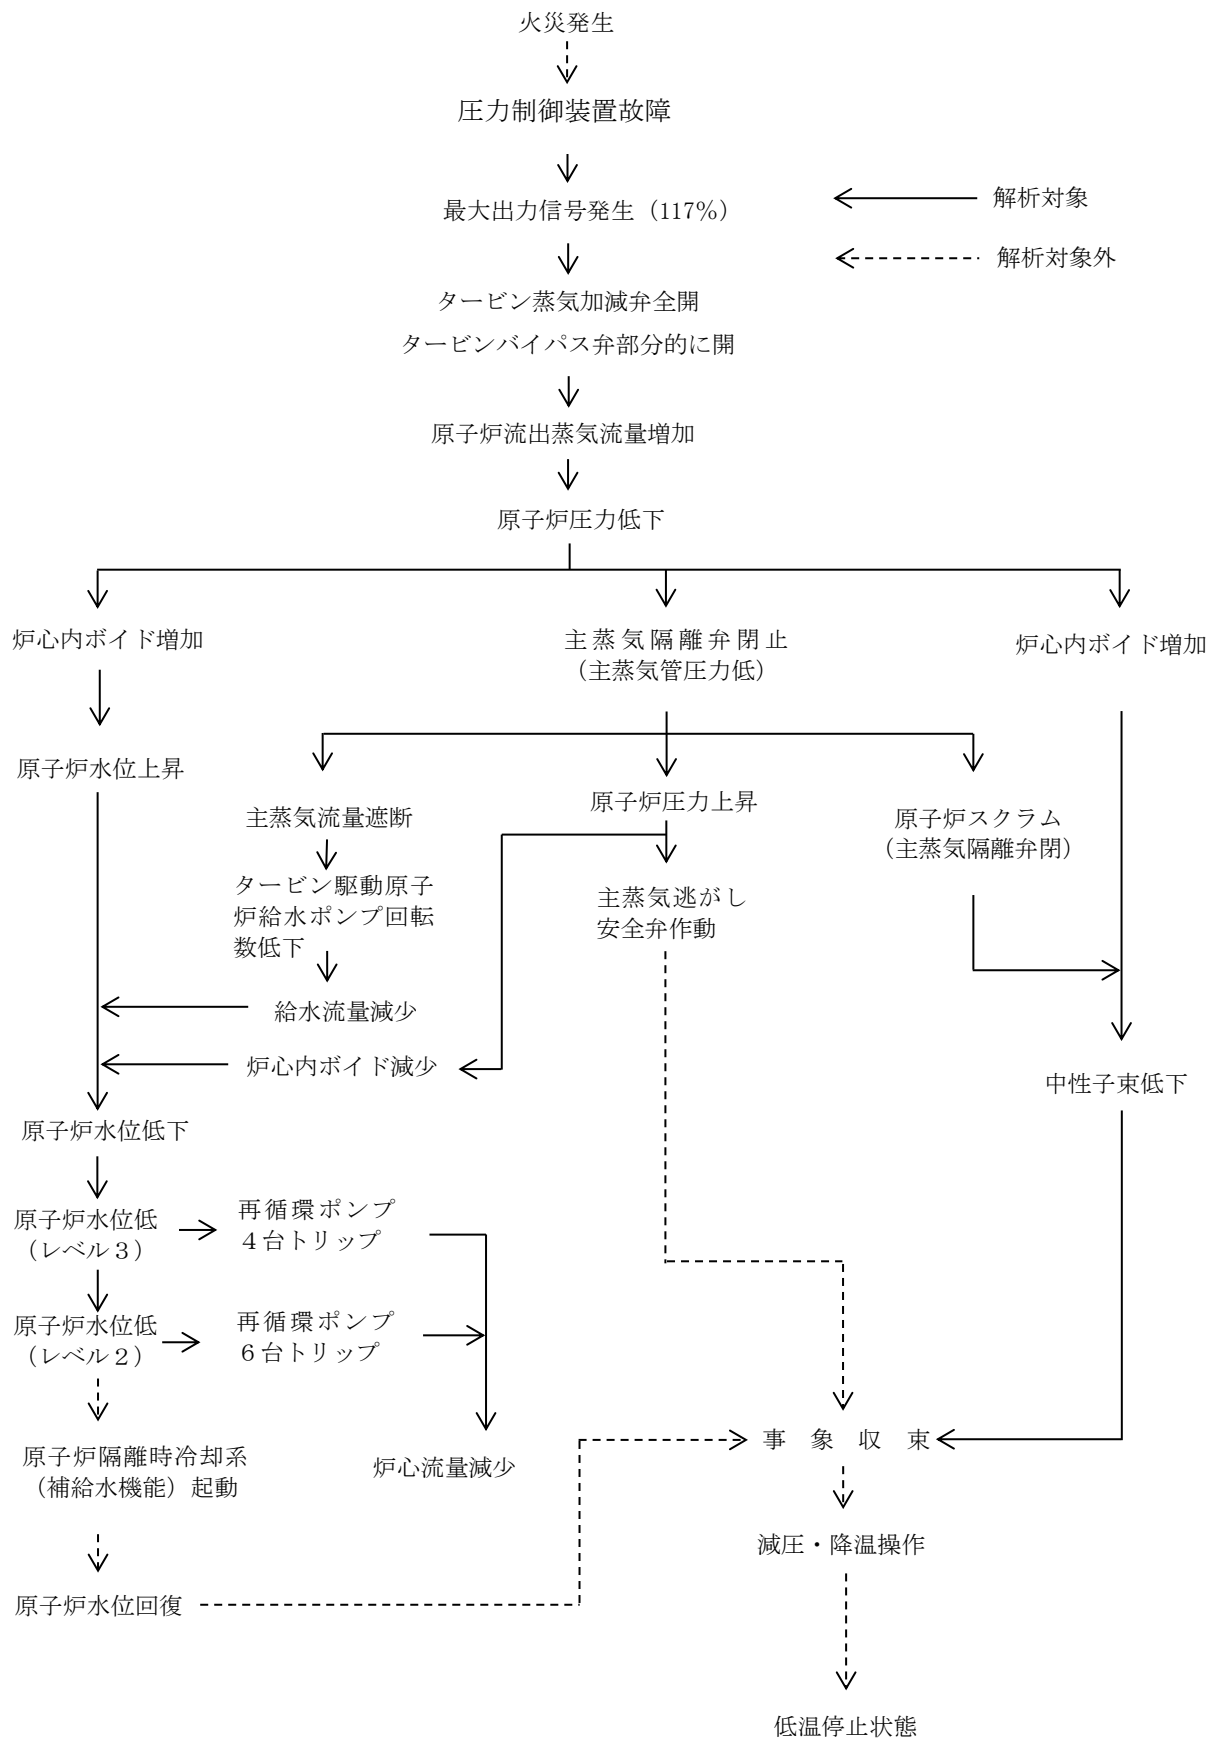 火災発生
圧力制御装置故障
最大出力信号発生（117%）
解析対象
解析対象外
タービン蒸気加減弁全開
タービンバイパス弁部分的に開
原子炉流出蒸気流量増加
原子炉圧力低下
炉心内ボイド増加
主蒸気隔離弁閉止
（主蒸気管圧力低）
炉心内ボイド増加
原子炉水位上昇
主蒸気流量遮断
原子炉圧力上昇
原子炉スクラム
（主蒸気隔離弁閉）
タービン駆動原子
炉給水ポンプ回転
数低下
主蒸気逃がし
安全弁作動
給水流量減少
炉心内ボイド減少
中性子束低下
原子炉水位低下
原子炉水位低
（レベル３）
再循環ポンプ
４台トリップ
原子炉水位低
（レベル２）
再循環ポンプ
６台トリップ
原子炉隔離時冷却系
（補給水機能）起動
炉心流量減少
事　象　収　束
減圧・降温操作
原子炉水位回復
低温停止状態